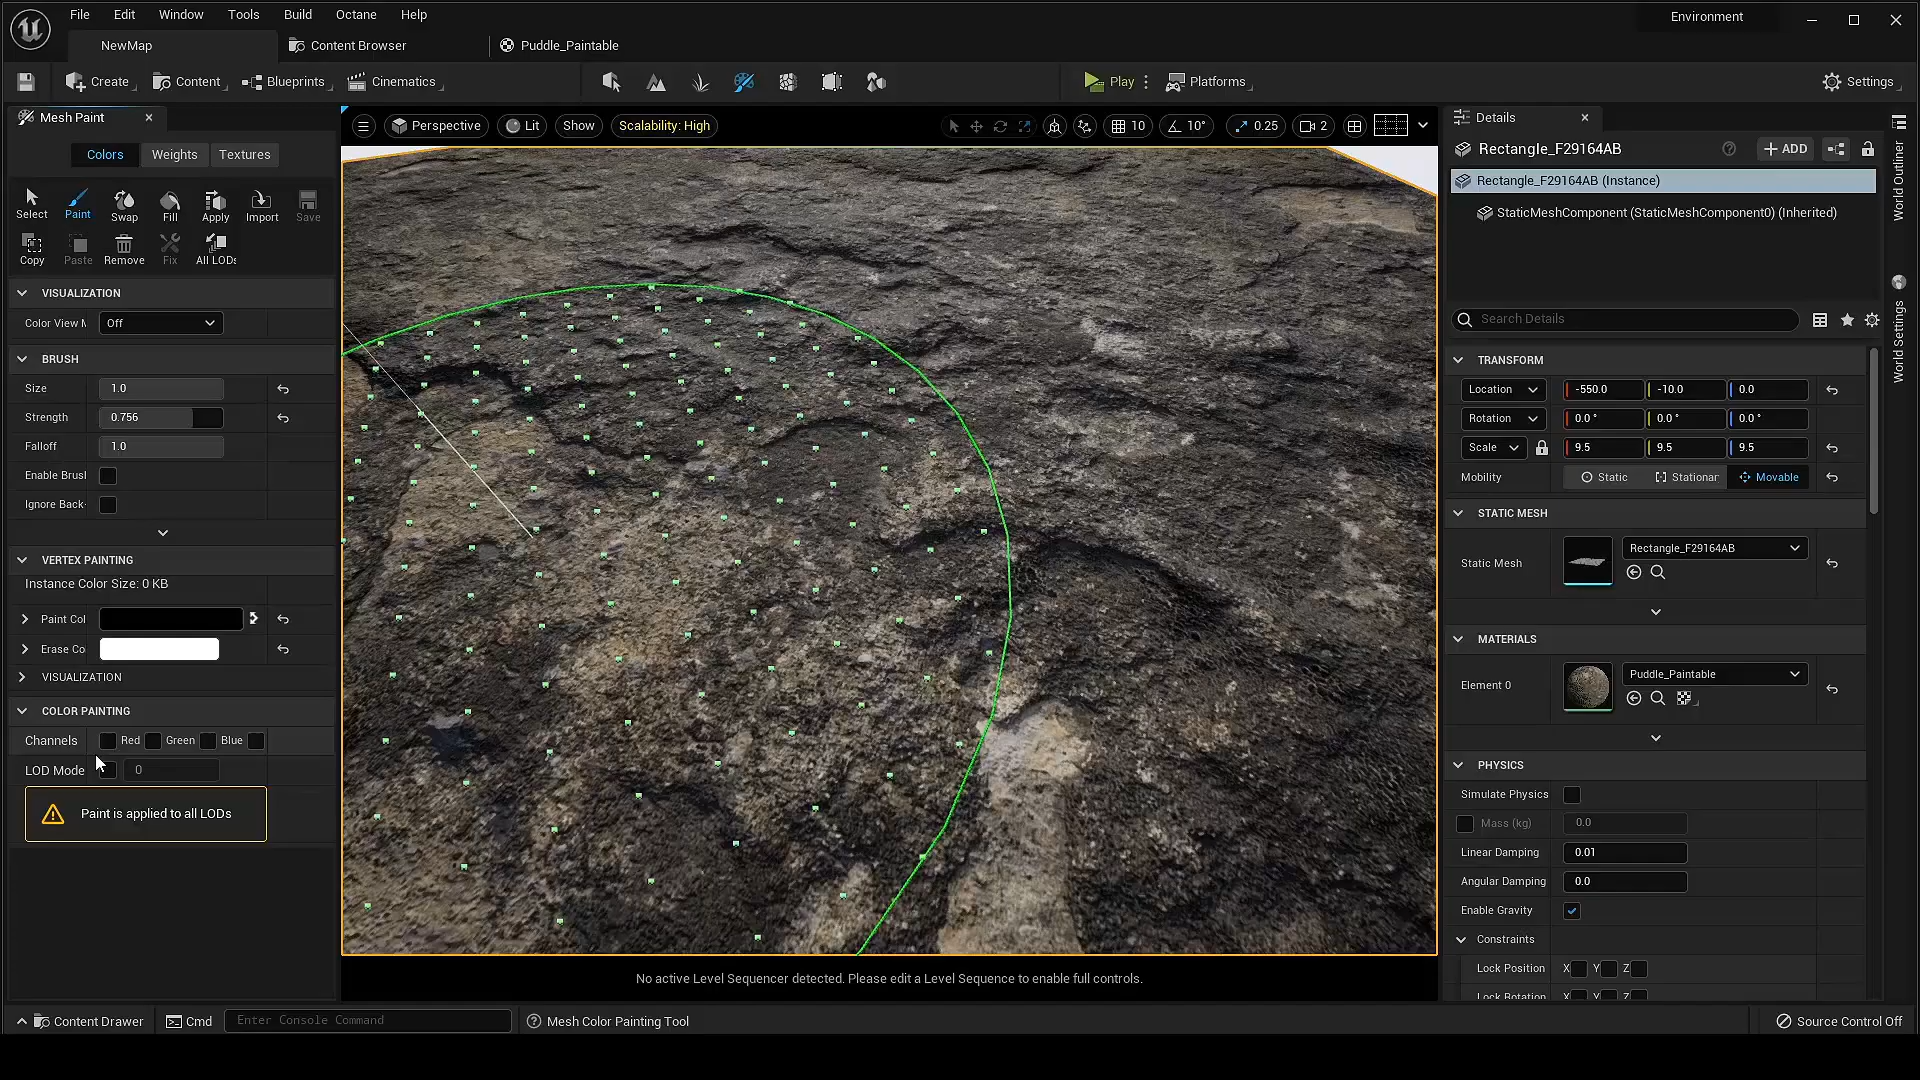 File Edit Window Tools Build Octane Help
Environment
NewMap Content Browser Puddle_Paintable
Create Content Blueprints Cinematics Play Platforms Settings
Mesh Paint
Colors Weights Textures
Select Paint Swap Fill Apply Import Save
Copy Paste Remove Fix All LODs
VISUALIZATION
Color View M Off
BRUSH
Size 1.0
Strength 0.756
Falloff 1.0
Enable Brusl
Ignore Back-
VERTEX PAINTING
Instance Color Size: 0 KB
Paint Col
Erase Co
VISUALIZATION
COLOR PAINTING
Channels Red Green Blue
LOD Mode 0
Paint is applied to all LODs
Perspective Lit Show Scalability: High 10 10° 0.25 2
No active Level Sequencer detected. Please edit a Level Sequence to enable full controls.
Details
Rectangle_F29164AB ADD
Rectangle_F29164AB (Instance)
StaticMeshComponent (StaticMeshComponent0) (Inherited)
Search Details
TRANSFORM
Location -550.0 -10.0 0.0
Rotation 0.0° 0.0° 0.0°
Scale 9.5 9.5 9.5
Mobility Static Stationar Movable
STATIC MESH
Static Mesh Rectangle_F29164AB
MATERIALS
Element 0 Puddle_Paintable
PHYSICS
Simulate Physics
Mass (kg) 0.0
Linear Damping 0.01
Angular Damping 0.0
Enable Gravity
Constraints
Lock Position X Y Z
Lock Rotation X Y Z
World Outliner
World Settings
Content Drawer Cmd Enter Console Command Mesh Color Painting Tool Source Control Off